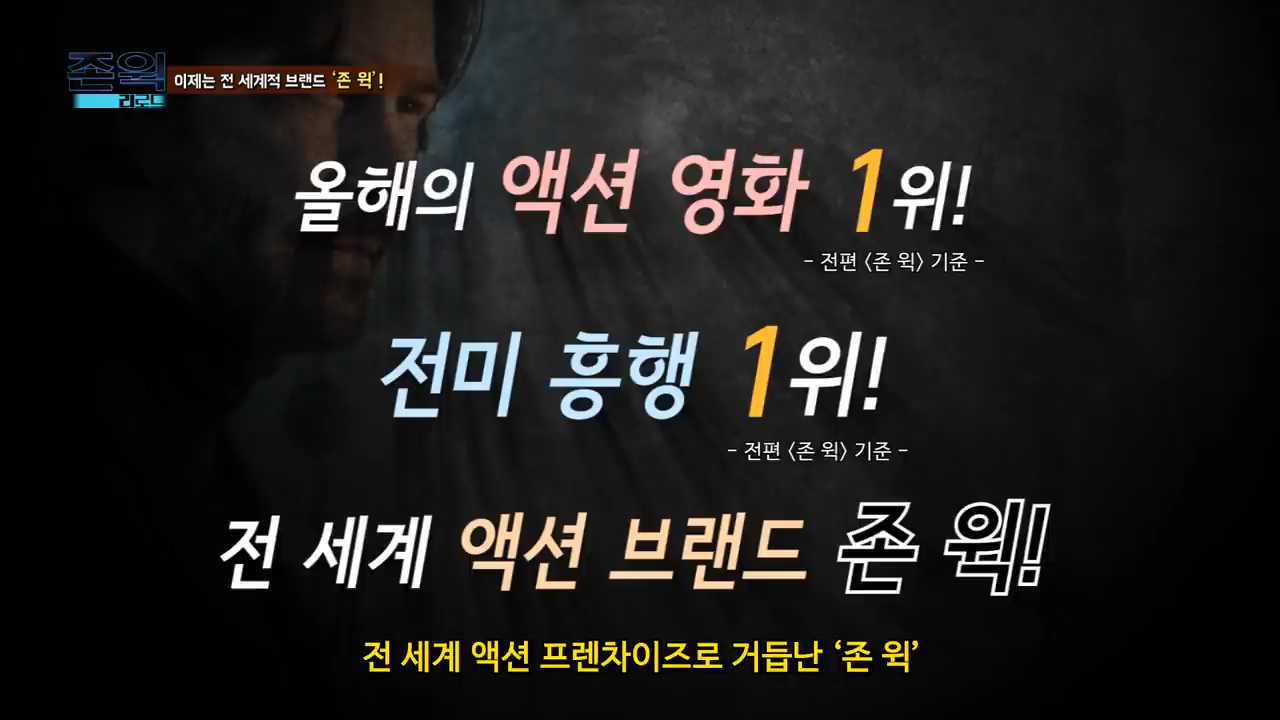 존윅
리로드
이제는 전 세계적 브랜드 ‘존 윅’!
올해의 액션 영화 1위!
- 전편 〈존 윅〉 기준 -
전미 흥행 1위!
- 전편 〈존 윅〉 기준 -
전 세계 액션 브랜드 존 윅!
전 세계 액션 프렌차이즈로 거듭난 ‘존 윅’